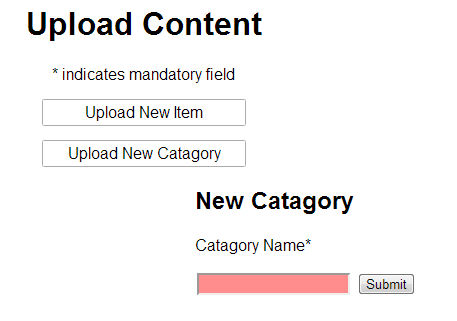 Upload Content
* indicates mandatory field
Upload New Item
Upload New Catagory
New Catagory
Catagory Name*
Submit